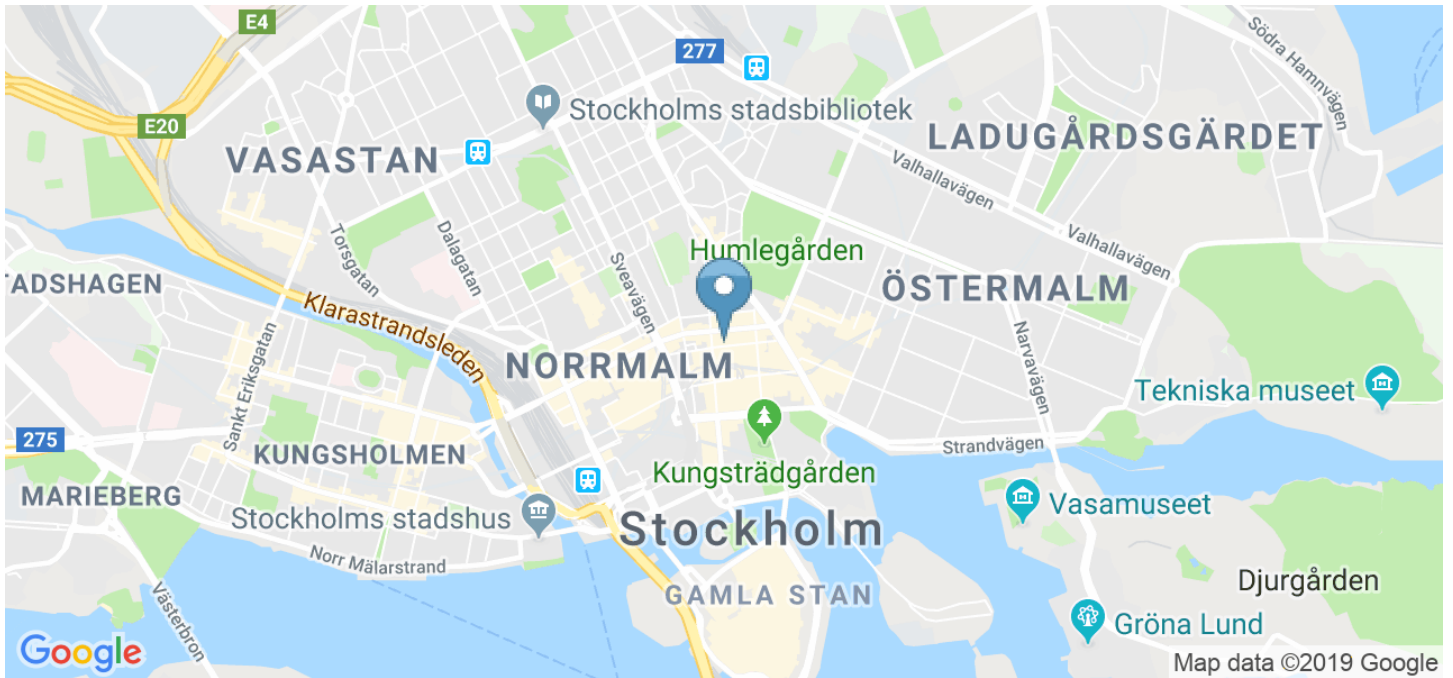 E4
277
Södra Hamnvägen
Stockholms stadsbibliotek
E20
LADUGÅRDSGÄRDET
VASASTAN
Valhallavägen
Torsgatan
Dalagatan
Sveavägen
Humlegården
Valhallavägen
TADSHAGEN
ÖSTERMALM
Klarastrandsleden
Sankt Eriksgatan
NORRMALM
Narvavägen
Tekniska museet
275
KUNGSHOLMEN
Strandvägen
Kungsträdgården
MARIEBERG
Stockholms stadshus
Stockholm
Vasamuseet
Norr Mälarstrand
GAMLA STAN
Djurgården
Västerbron
Gröna Lund
Google
Map data ©2019 Google